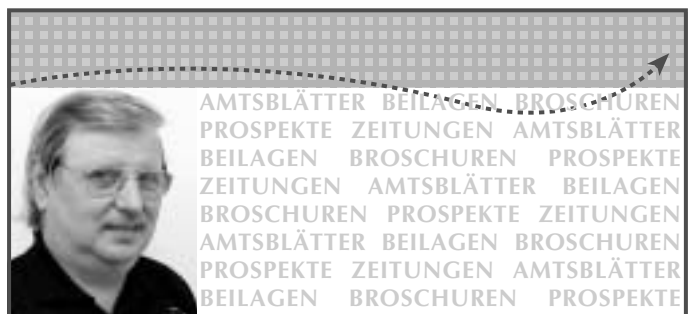 AMTSBLÄTTER BEILAGEN BROSCHUREN
PROSPEKTE ZEITUNGEN AMTSBLÄTTER
BEILAGEN BROSCHUREN PROSPEKTE
ZEITUNGEN AMTSBLÄTTER BEILAGEN
BROSCHUREN PROSPEKTE ZEITUNGEN
AMTSBLÄTTER BEILAGEN BROSCHUREN
PROSPEKTE ZEITUNGEN AMTSBLÄTTER
BEILAGEN BROSCHUREN PROSPEKTE